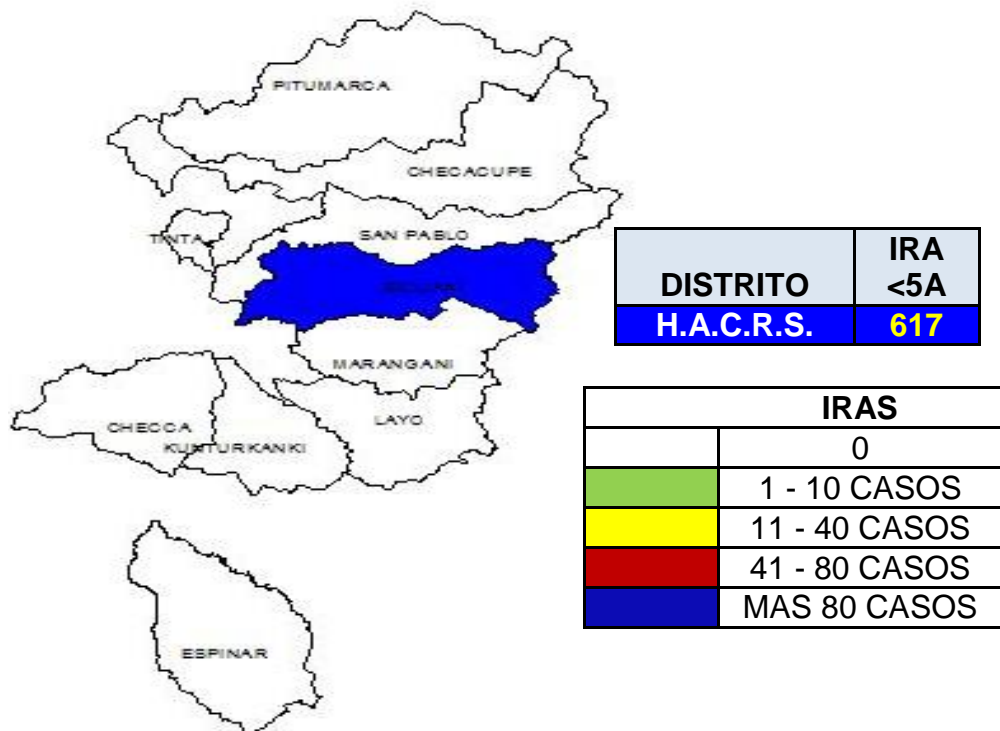 PITUMARCA
CHECACUPE
TINTA
SAN PABLO
SICUANI
MARANGANI
CHECCA
KUNTURKANKI
LAYO
ESPINAR
DISTRITO IRA <5A
H.A.C.R.S. 617
IRAS
0
1 - 10 CASOS
11 - 40 CASOS
41 - 80 CASOS
MAS 80 CASOS